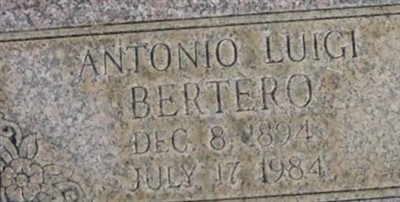 ANTONIO LUIGI
BERTERO
DEC. 8, 1894
JULY 17, 1984